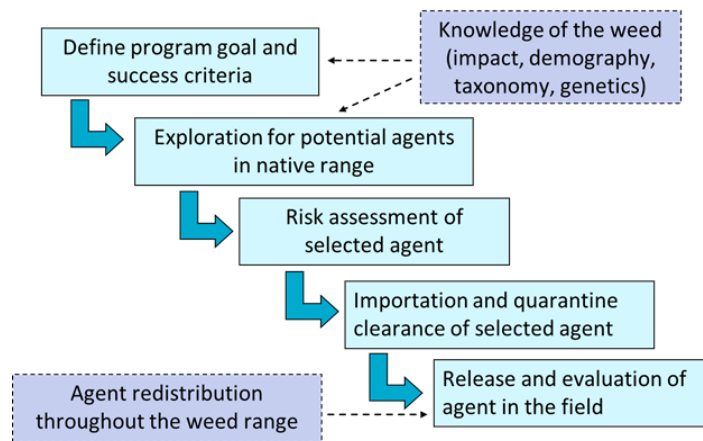 Define program goal and
success criteria
Knowledge of the weed
(impact, demography,
taxonomy, genetics)
Exploration for potential agents
in native range
Risk assessment of
selected agent
Importation and quarantine
clearance of selected agent
Release and evaluation of
agent in the field
Agent redistribution
throughout the weed range